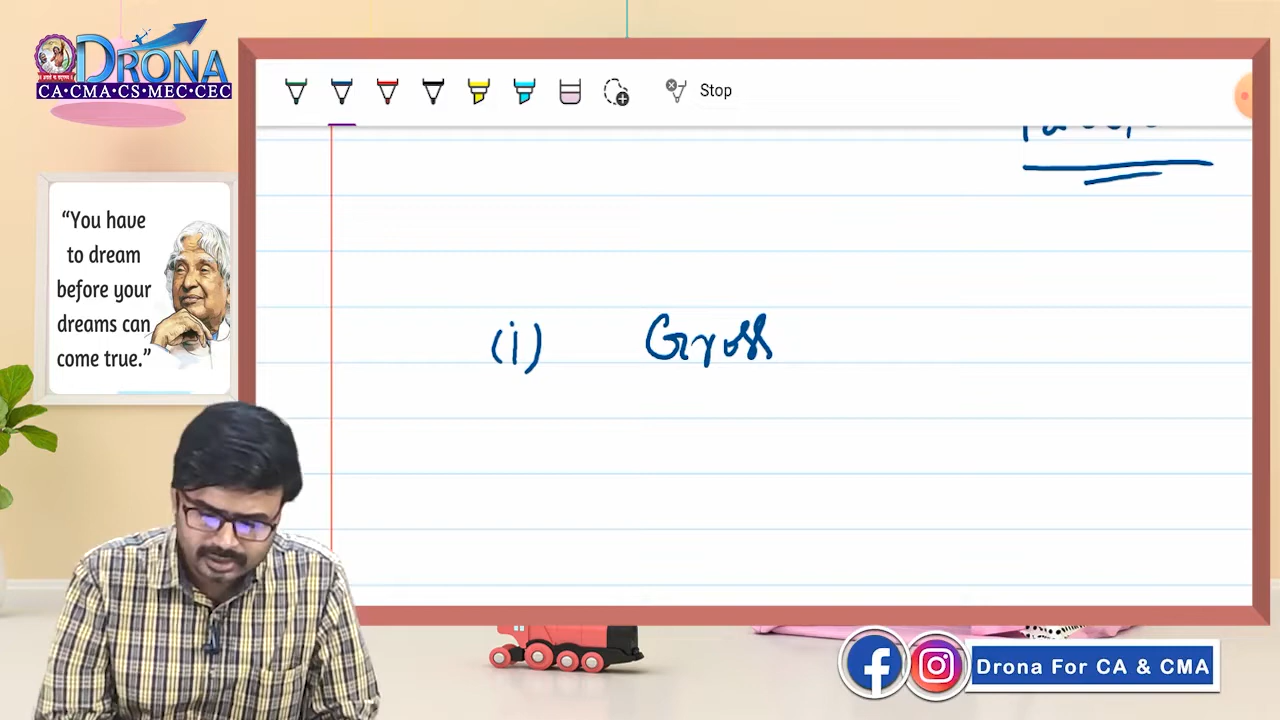 DRONA
CA•CMA•CS•MEC•CEC
Stop
“You have
to dream
before your
dreams can
come true.”
(i) Gross
Drona For CA & CMA